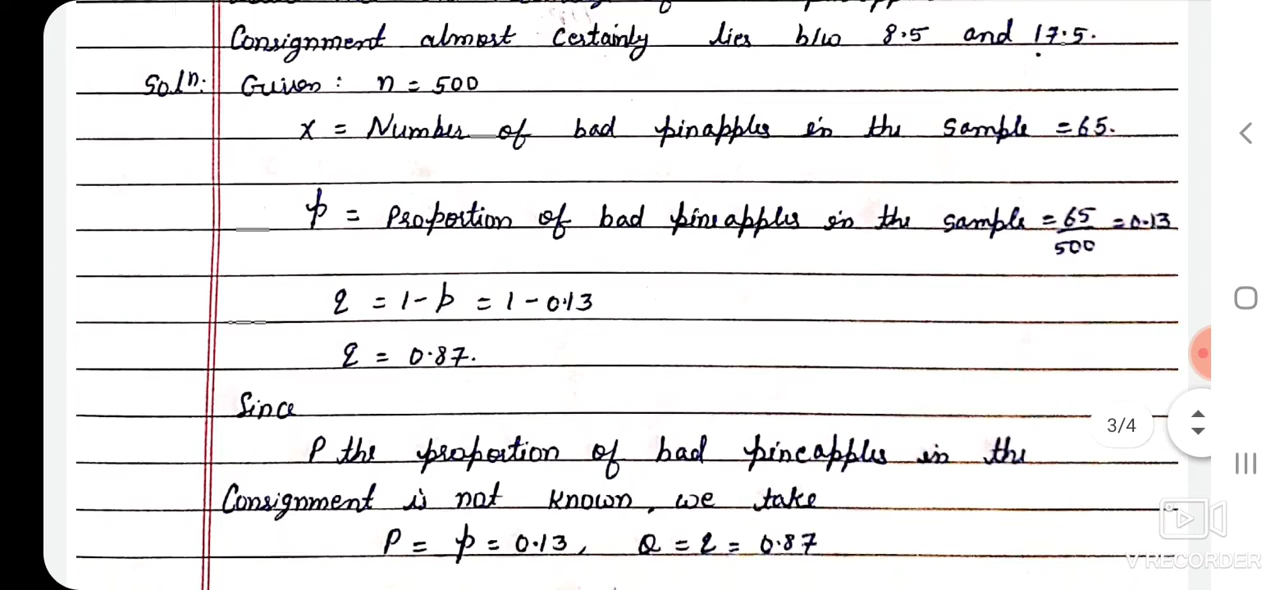 Consignment almost Certainly lies b/w 8.5 and 17.5.
Soln: Given: n = 500
x = Number of bad pinapples in the sample = 65.
p = Proportion of bad pineapples in the sample = 65/500 = 0.13
q = 1 - p = 1 - 0.13
q = 0.87.
Since
P the proportion of bad pineapples in the
Consignment is not known, we take
P = p = 0.13, Q = q = 0.87
3/4
V RECORDER